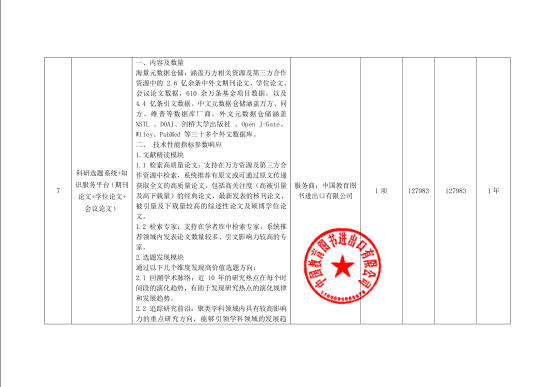 7
科研选题系统+知
识服务平台（期刊
论文+学位论文+
会议论文）
一、内容及数量
海量元数据仓储：涵盖万方相关资源及第三方合作
资源中的 2.6 亿余条中外文期刊论文、学位论文、
会议论文数据，610 余万条基金项目数据，以及
4.4 亿条引文数据。中文元数据仓储涵盖万方、同
方、维普等数据库厂商，外文元数据仓储涵盖
NSTL 、DOAJ、剑桥大学出版社 、Open J-Gate、
Wiley、PubMed 等三十多个外文数据库。
二、 技术性能指标参数响应
1.文献精读模块
1.1 检索高质量论文：支持在万方资源及第三方合
作资源中检索，系统推荐有原文或可通过原文传递
获取全文的高质量论文，包括高关注度（高被引量
及高下载量）的经典论文、最新发表的核刊论文、
被引量及下载量较高的综述性论文及硕博学位论
文。
1.2 检索专家：支持在学者库中检索专家；系统推
荐领域内发表论文数量较多、引文影响力较高的专
家。
2.选题发现模块
通过以下几个维度发现高价值选题方向：
2.1 回溯学术脉络：近 10 年的研究热点在每个时
间段的演化趋势，有助于发现研究热点的演化规律
和发展趋势。
2.2 追踪研究前沿：聚类学科领域内具有较高影响
力的重点研究方向，能够引领学科领域的发展趋
服务商：中国教育图
书进出口有限公司
中国教育图书进出口有限公司
1 项
127983
127983
1 年